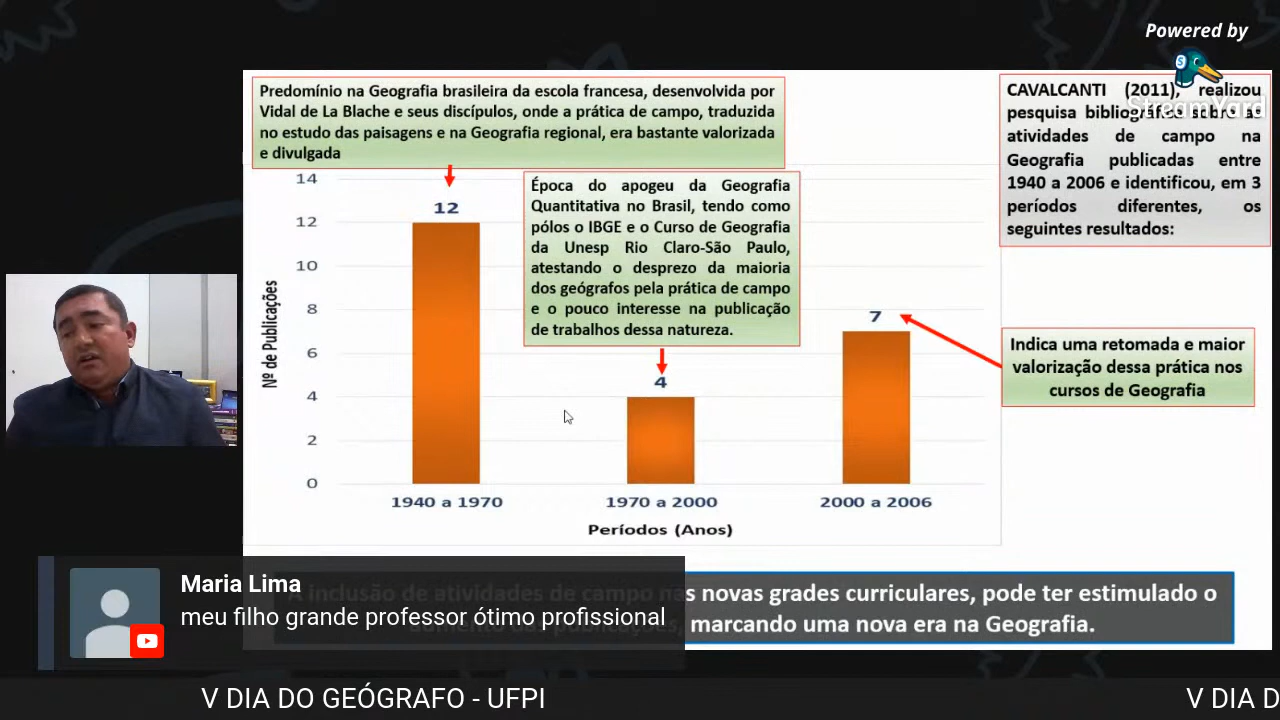 Powered by
StreamYard
Predomínio na Geografia brasileira da escola francesa, desenvolvida por
Vidal de La Blache e seus discípulos, onde a prática de campo, traduzida
no estudo das paisagens e na Geografia regional, era bastante valorizada
e divulgada
CAVALCANTI (2011), realizou
pesquisa bibliográfica sobre as
atividades de campo na
Geografia publicadas entre
1940 a 2006 e identificou, em 3
períodos diferentes, os
seguintes resultados:
Época do apogeu da Geografia
Quantitativa no Brasil, tendo como
pólos o IBGE e o Curso de Geografia
da Unesp Rio Claro-São Paulo,
atestando o desprezo da maioria
dos geógrafos pela prática de campo
e o pouco interesse na publicação
de trabalhos dessa natureza.
Indica uma retomada e maior
valorização dessa prática nos
cursos de Geografia
Nº de Publicações
14
12
10
8
6
4
2
0
12
4
7
1940 a 1970
1970 a 2000
2000 a 2006
Períodos (Anos)
A inclusão de atividades de campo nas novas grades curriculares, pode ter estimulado o
aumento das publicações, marcando uma nova era na Geografia.
Maria Lima
meu filho grande professor ótimo profissional
V DIA DO GEÓGRAFO - UFPI
V DIA D